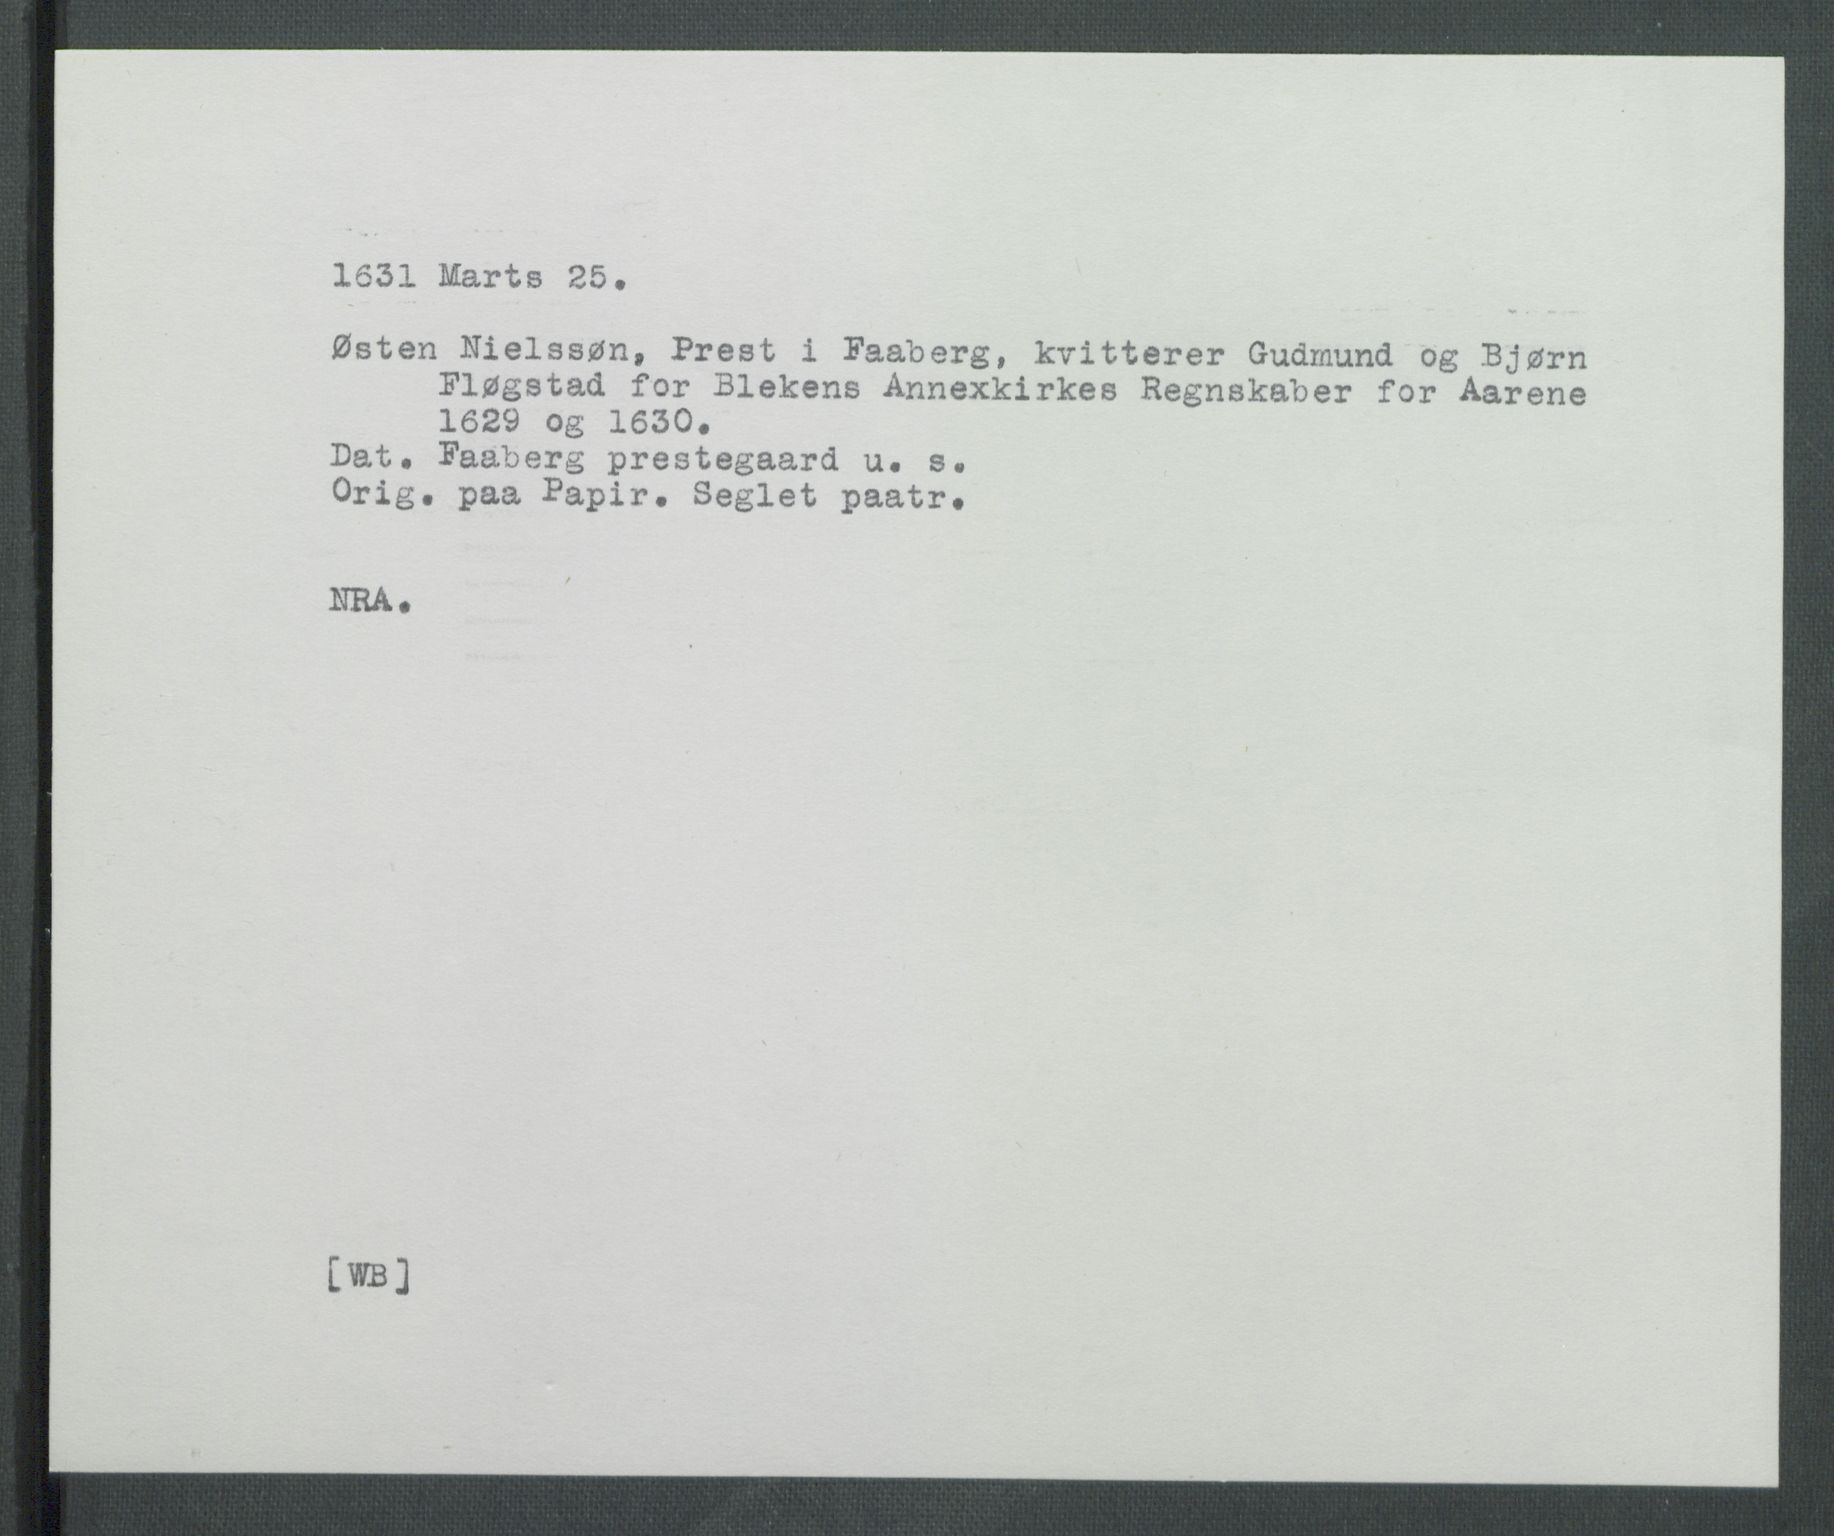 1631 Marts 25.
Østen Nielssøn, Prest i Faaberg, kvitterer Gudmund og Bjørn
Fløgstad for Blekens Annexkirkes Regnskaber for Aarene
1629 og 1630.
Dat. Faaberg prestegaard u. s.
Orig. paa Papir. Seglet paatr.
NRA.
[WB]